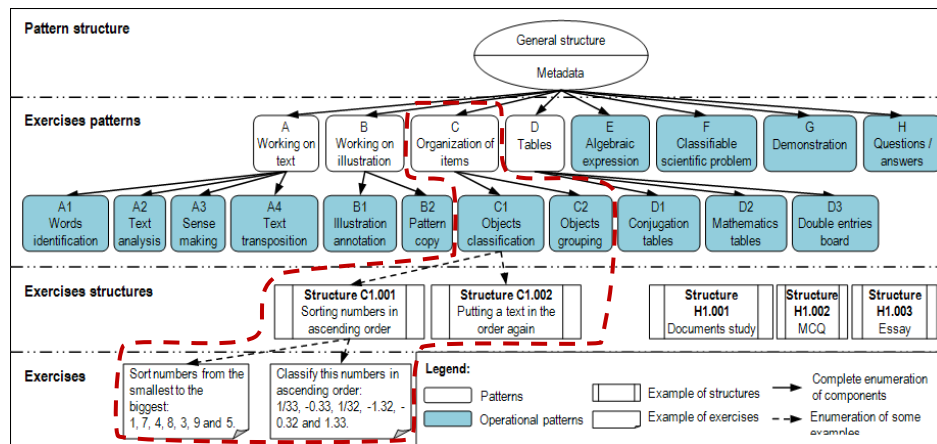 Pattern structure
General structure
Metadata
Exercises patterns
A
Working on
text
B
Working on
illustration
C
Organization of
items
D
Tables
E
Algebraic
expression
F
Classifiable
scientific problem
G
Demonstration
H
Questions /
answers
A1
Words
identification
A2
Text
analysis
A3
Sense
making
A4
Text
transposition
B1
Illustration
annotation
B2
Pattern
copy
C1
Objects
classification
C2
Objects
grouping
D1
Conjugation
tables
D2
Mathematics
tables
D3
Double entries
board
Exercises structures
Structure C1.001
Sorting numbers in
ascending order
Structure C1.002
Putting a text in the
order again
Structure
H1.001
Documents study
Structure
H1.002
MCQ
Structure
H1.003
Essay
Exercises
Sort numbers from the
smallest to the
biggest:
1, 7, 4, 8, 3, 9 and 5.
Classify this numbers in
ascending order:
1/33, -0.33, 1/32, -1.32, -
0.32 and 1.33.
Legend:
Patterns
Operational patterns
Example of structures
Example of exercises
Complete enumeration
of components
Enumeration of some
examples